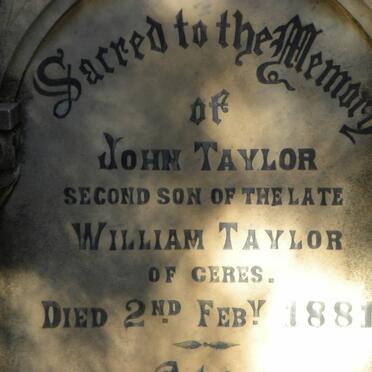 Sacred to the Memory
of
JOHN TAYLOR
SECOND SON OF THE LATE
WILLIAM TAYLOR
OF CERES.
DIED 2ND FEBY 1881